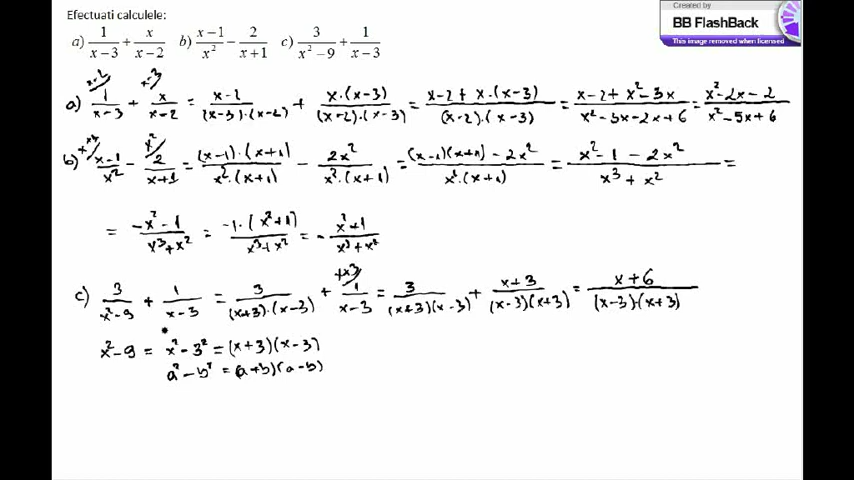 Efectuati calculele:
a) 1/(x−3) + x/(x−2) b) (x−1)/x² − 2/(x+1) c) 3/(x²−9) + 1/(x−3)
Created by
BB FlashBack
This image removed when licensed
a) ˣ⁻²⁾ 1/(x−3) + ˣ⁻³⁾ x/(x−2) = (x−2)/((x−3)·(x−2)) + x·(x−3)/((x−2)·(x−3)) = (x−2+x·(x−3))/((x−2)·(x−3)) = (x−2+x²−3x)/(x²−3x−2x+6) = (x²−2x−2)/(x²−5x+6)
b) (x−1)/x² − ˣ²⁾ 2/(x+1) = (x−1)·(x+1)/(x²·(x+1)) − 2x²/(x²·(x+1)) = ((x−1)(x+1)−2x²)/(x²·(x+1)) = (x²−1−2x²)/(x³+x²) =
= (−x²−1)/(x³+x²) = −1·(x²+1)/(x³+x²) = − (x²+1)/(x³+x²)
c) 3/(x²−9) + 1/(x−3) = 3/((x+3)·(x−3)) + ˣ⁺³⁾ 1/(x−3) = 3/((x+3)(x−3)) + (x+3)/((x−3)(x+3)) = (x+6)/((x−3)(x+3))
x²−9 = x²−3² = (x+3)(x−3)
a²−b² = (a+b)(a−b)